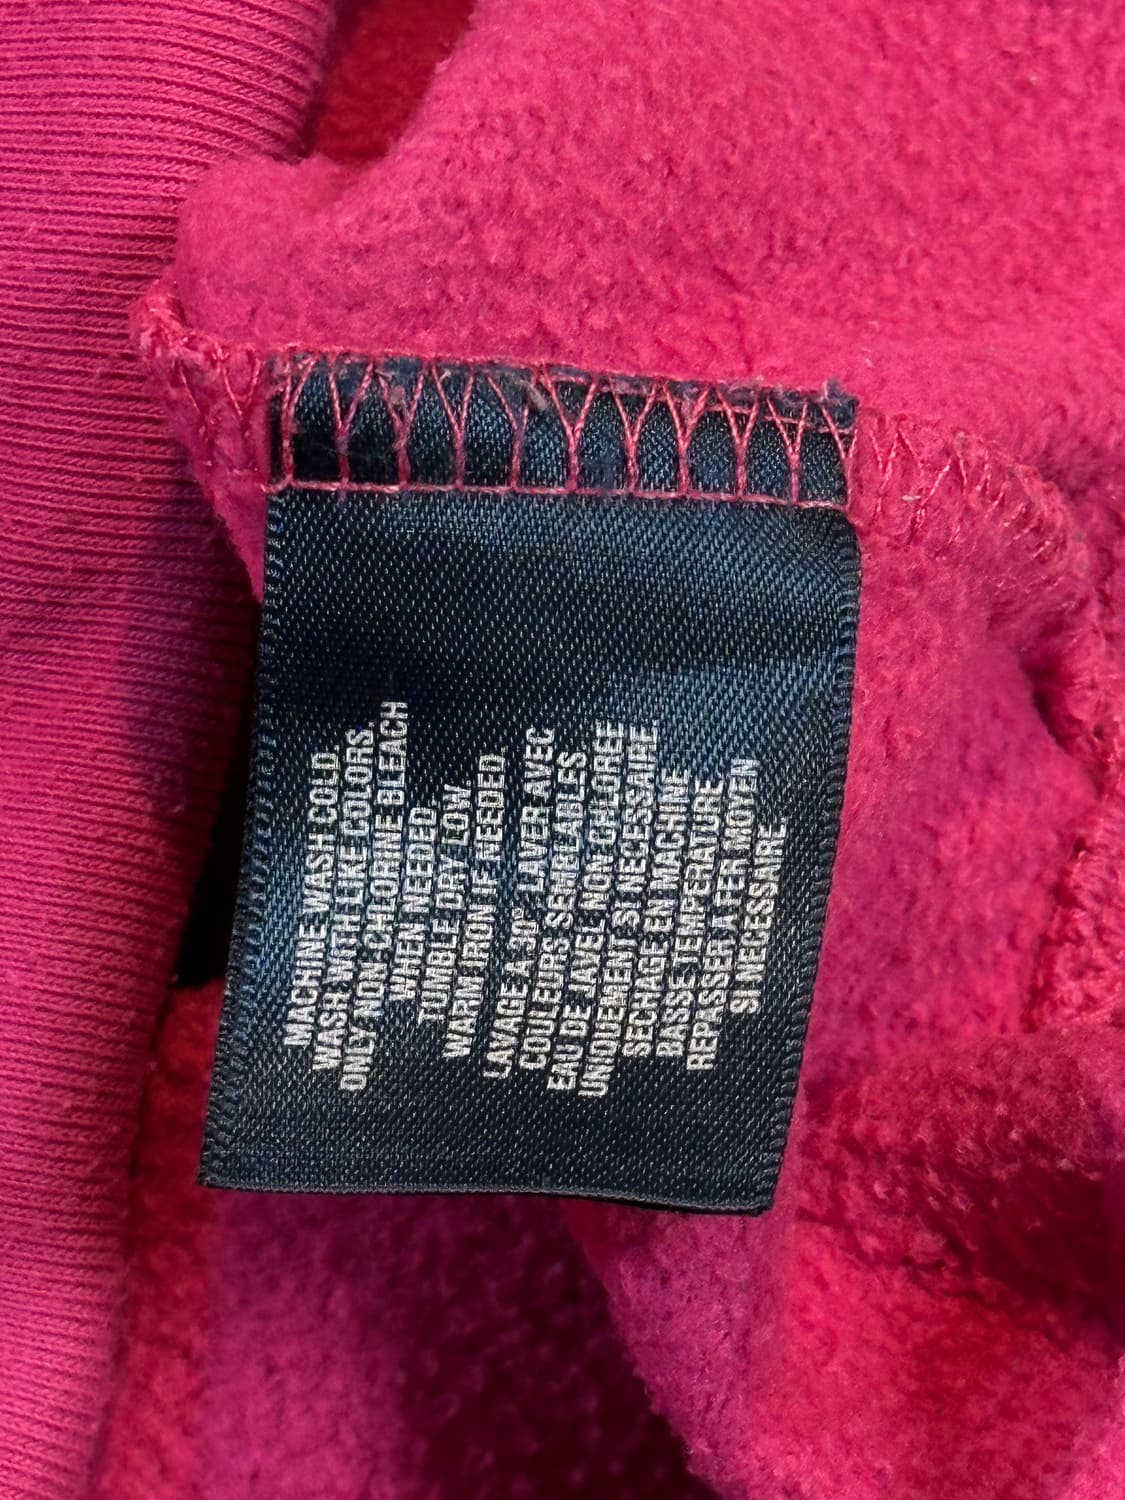 MACHINE WASH COLD.
WASH WITH LIKE COLORS.
ONLY NON CHLORINE BLEACH
WHEN NEEDED
TUMBLE DRY LOW.
WARM IRON IF NEEDED.
LAVAGE A 30° LAVER AVEC
COULEURS SEMBLABLES.
EAU DE JAVEL NON CHLOREE
UNIQUEMENT SI NECESSAIRE.
SECHAGE EN MACHINE
BASSE TEMPERATURE
REPASSER A FER MOYEN
SI NECESSAIRE